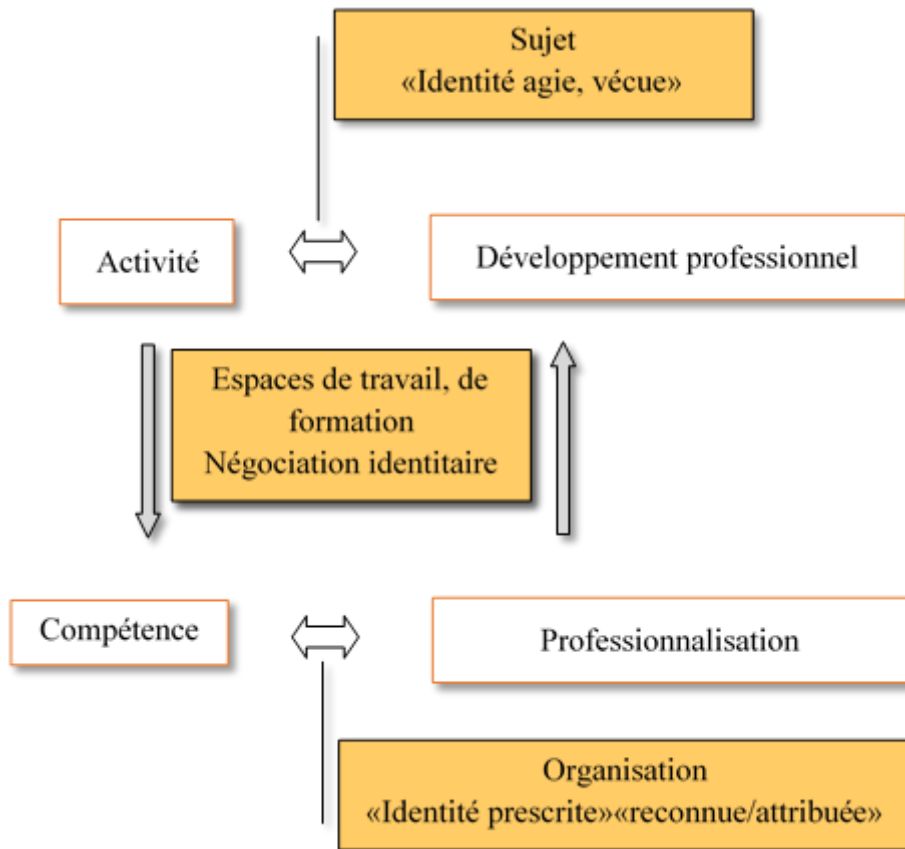 Sujet
«Identité agie, vécue»
Activité
Développement professionnel
Espaces de travail, de
formation
Négociation identitaire
Compétence
Professionnalisation
Organisation
«Identité prescrite»«reconnue/attribuée»